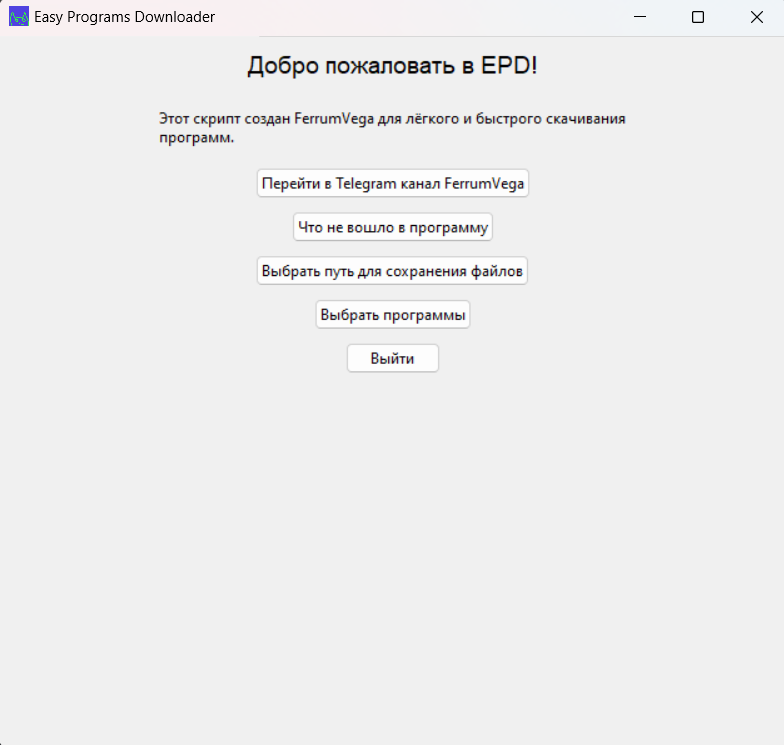 Easy Programs Downloader
Добро пожаловать в EPD!
Этот скрипт создан FerrumVega для лёгкого и быстрого скачивания
программ.
Перейти в Telegram канал FerrumVega
Что не вошло в программу
Выбрать путь для сохранения файлов
Выбрать программы
Выйти